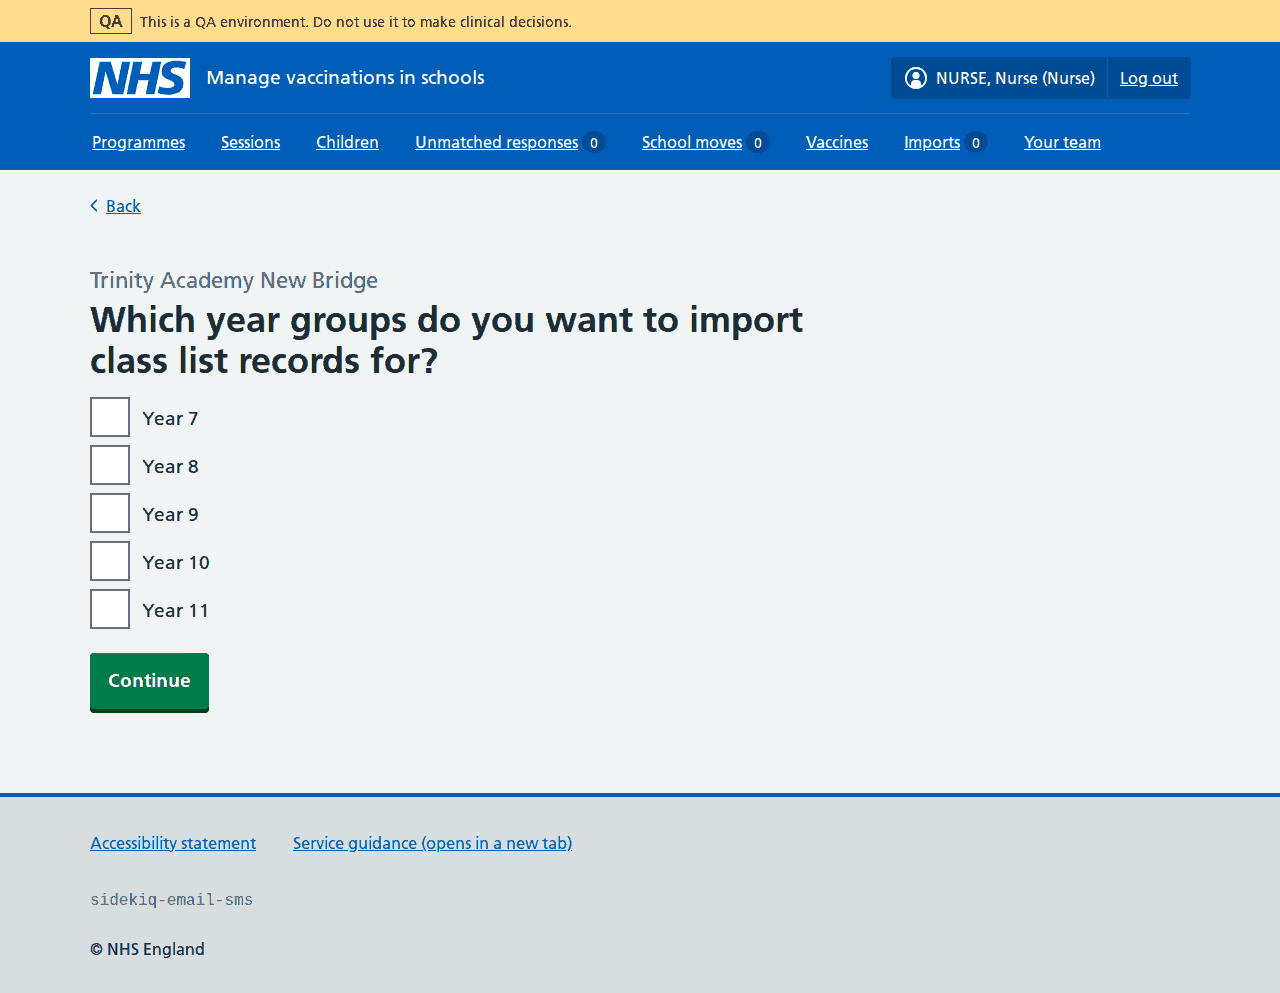 QA This is a QA environment. Do not use it to make clinical decisions.
NHS Manage vaccinations in schools NURSE, Nurse (Nurse) Log out
Programmes Sessions Children Unmatched responses 0 School moves 0 Vaccines Imports 0 Your team
Back
Trinity Academy New Bridge
Which year groups do you want to import
class list records for?
Year 7
Year 8
Year 9
Year 10
Year 11
Continue
Accessibility statement Service guidance (opens in a new tab)
sidekiq-email-sms
© NHS England